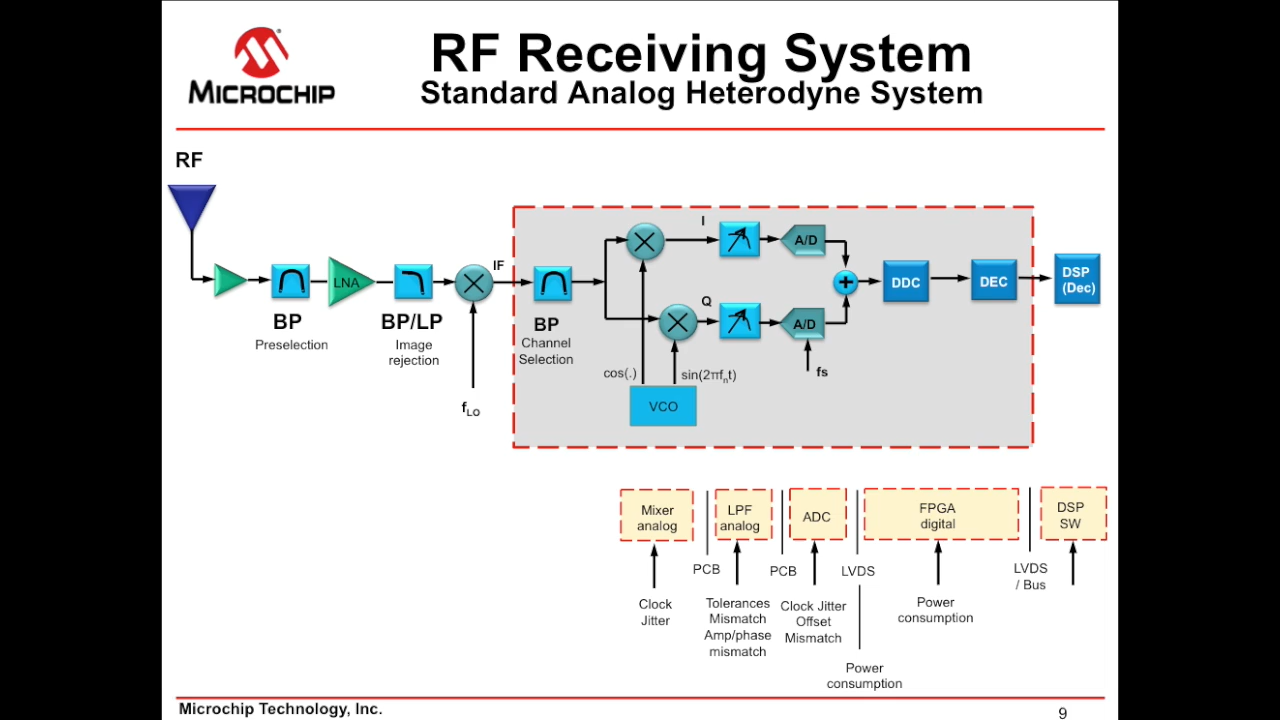 MICROCHIP
RF Receiving System
Standard Analog Heterodyne System
RF
LNA
IF
BP
Preselection
BP/LP
Image
rejection
fLO
BP
Channel
Selection
I
Q
A/D
A/D
+
DDC
DEC
DSP
(Dec)
cos(.)
sin(2πfnt)
fs
VCO
Mixer
analog
LPF
analog
ADC
FPGA
digital
DSP
SW
PCB
PCB
LVDS
LVDS
/ Bus
Clock
Jitter
Tolerances
Mismatch
Amp/phase
mismatch
Clock Jitter
Offset
Mismatch
Power
consumption
Power
consumption
Microchip Technology, Inc.
9